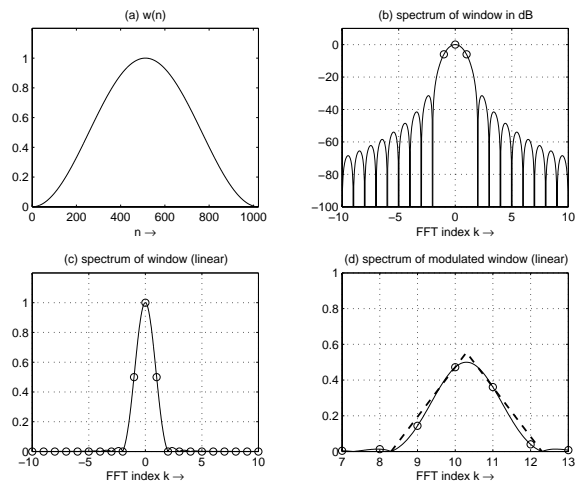 (a) w(n)
1
0.8
0.6
0.4
0.2
0
0 200 400 600 800 1000
n →
(b) spectrum of window in dB
0
−20
−40
−60
−80
−100
−10 −5 0 5 10
FFT index k →
(c) spectrum of window (linear)
1
0.8
0.6
0.4
0.2
0
−10 −5 0 5 10
FFT index k →
(d) spectrum of modulated window (linear)
1
0.8
0.6
0.4
0.2
0
7 8 9 10 11 12 13
FFT index k →